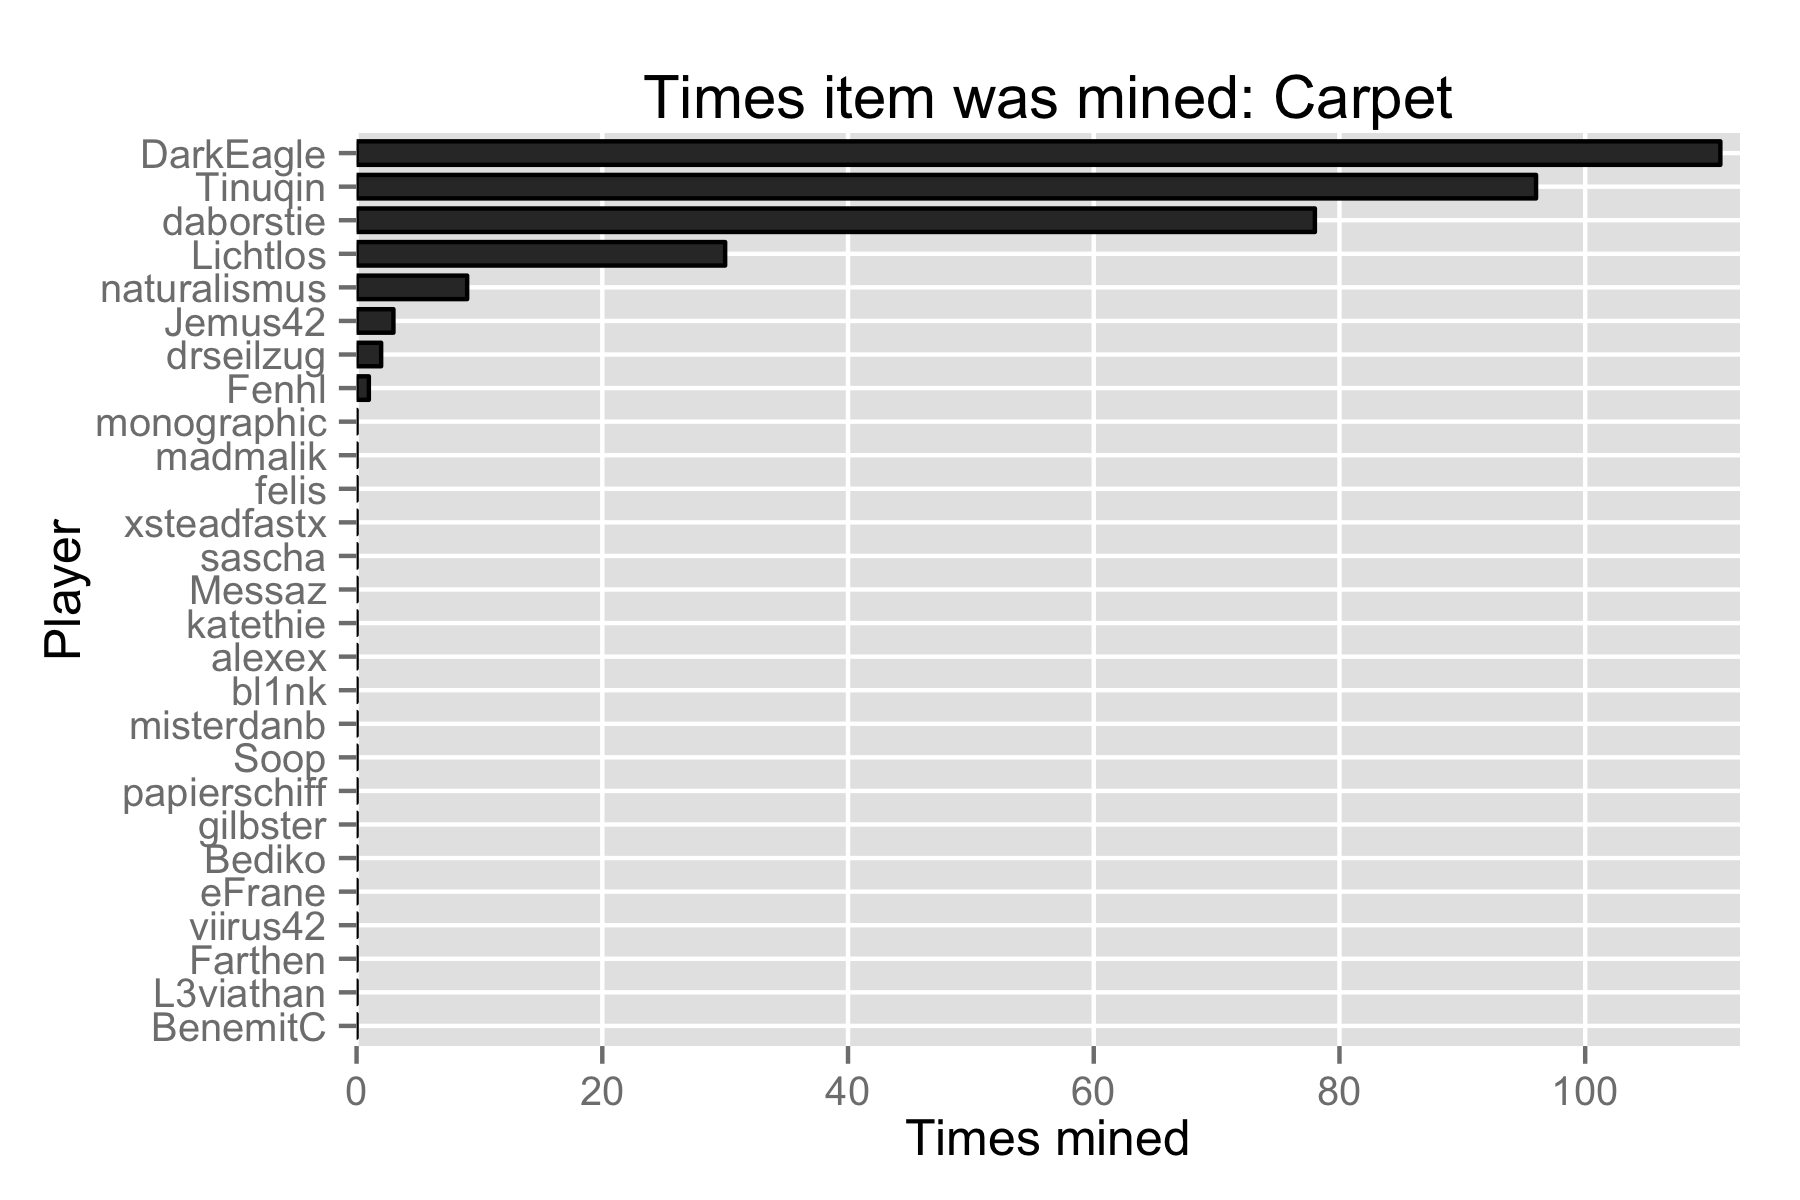 Times item was mined: Carpet
DarkEagle
Tinuqin
daborstie
Lichtlos
naturalismus
Jemus42
drseilzug
Fenhl
monographic
madmalik
felis
xsteadfastx
sascha
Messaz
katethie
alexex
bl1nk
misterdanb
Soop
papierschiff
gilbster
Bediko
eFrane
viirus42
Farthen
L3viathan
BenemitC
Player
0 20 40 60 80 100
Times mined